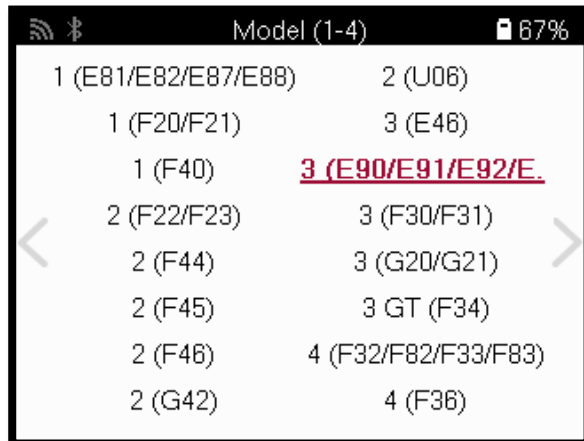 Model (1-4) 67%
1 (E81/E82/E87/E88)
1 (F20/F21)
1 (F40)
2 (F22/F23)
2 (F44)
2 (F45)
2 (F46)
2 (G42)
2 (U06)
3 (E46)
3 (E90/E91/E92/E.
3 (F30/F31)
3 (G20/G21)
3 GT (F34)
4 (F32/F82/F33/F83)
4 (F36)